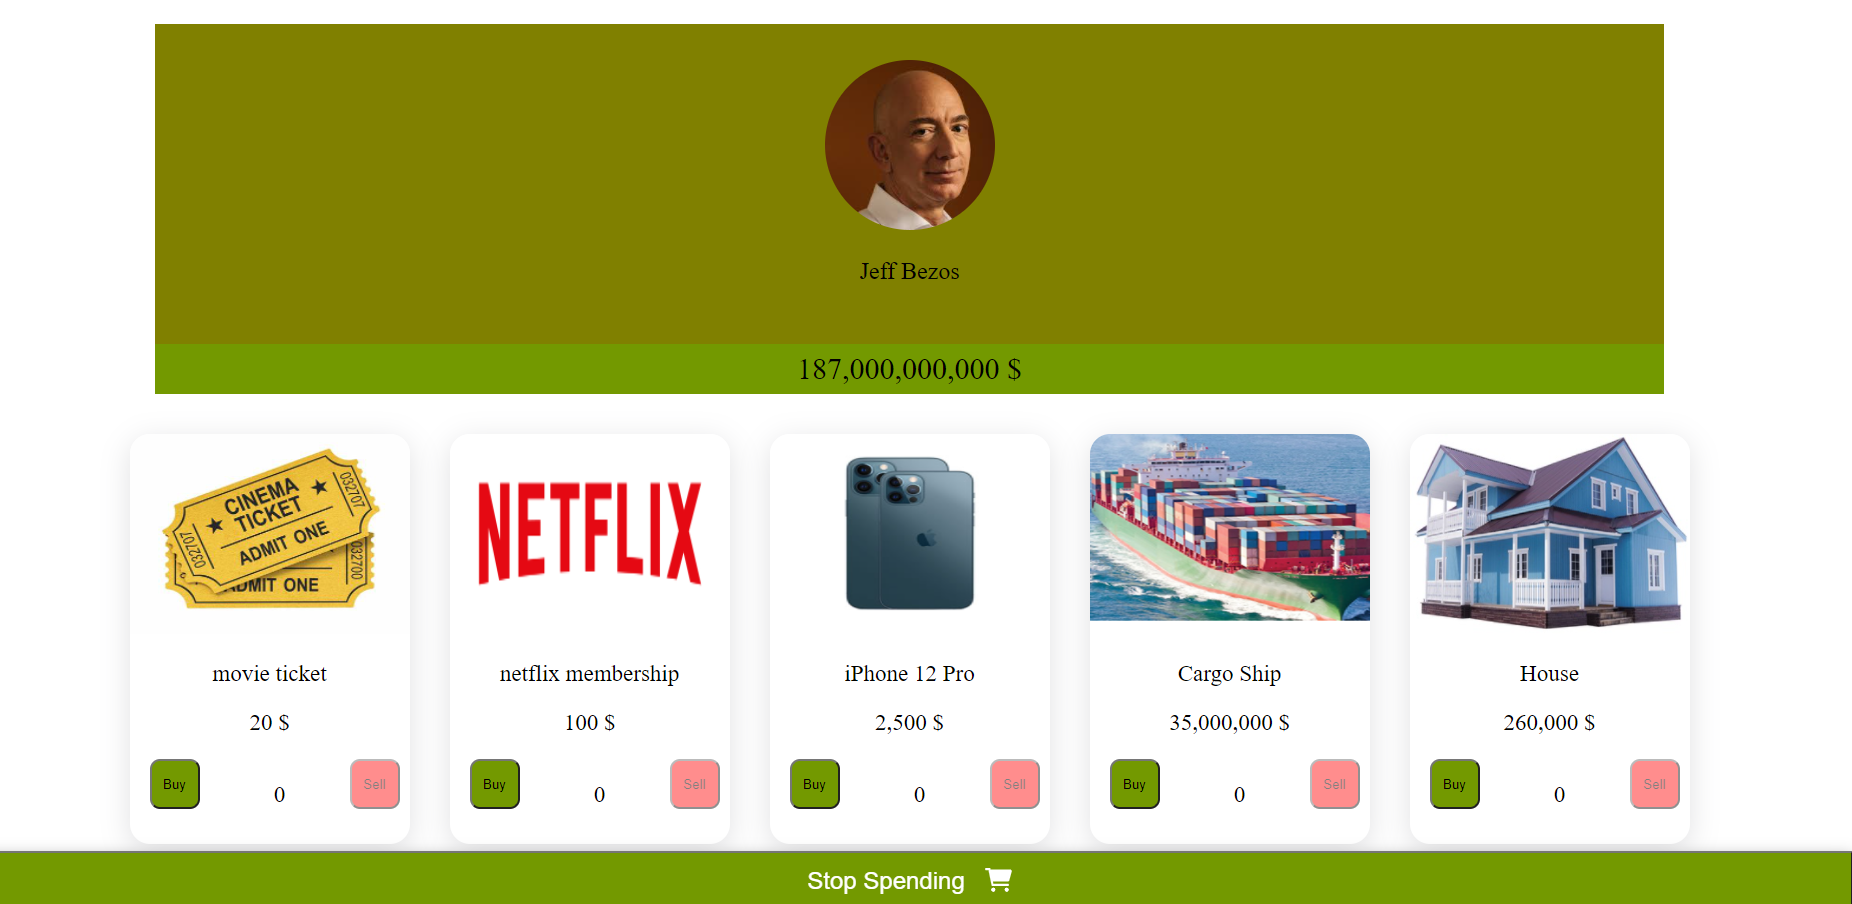 Jeff Bezos
187,000,000,000 $
CINEMA
TICKET
ADMIT ONE
032707
032707
032700
ADMIT ONE
NETFLIX
movie ticket
netflix membership
iPhone 12 Pro
Cargo Ship
House
20 $
100 $
2,500 $
35,000,000 $
260,000 $
Buy 0 Sell
Buy 0 Sell
Buy 0 Sell
Buy 0 Sell
Buy 0 Sell
Stop Spending